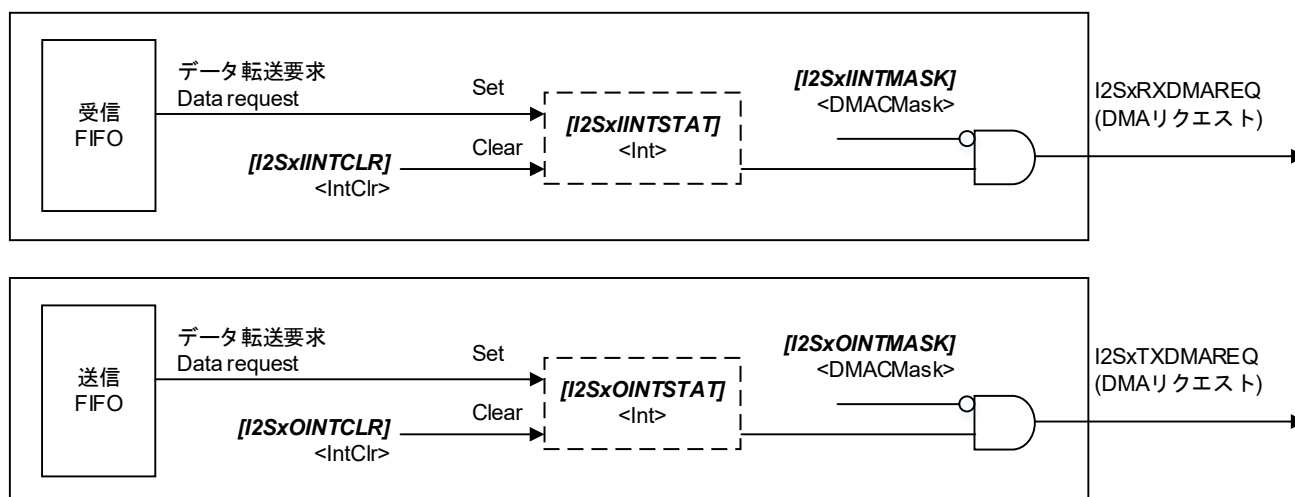 データ転送要求
Data request
受信
FIFO
Set
Clear
[I2SxIINTCLR]
<IntClr>
[I2SxIINTSTAT]
<Int>
[I2SxIINTMASK]
<DMACMask>
I2SxRXDMAREQ
(DMAリクエスト)
データ転送要求
Data request
送信
FIFO
Set
Clear
[I2SxOINTCLR]
<IntClr>
[I2SxOINTSTAT]
<Int>
[I2SxOINTMASK]
<DMACMask>
I2SxTXDMAREQ
(DMAリクエスト)